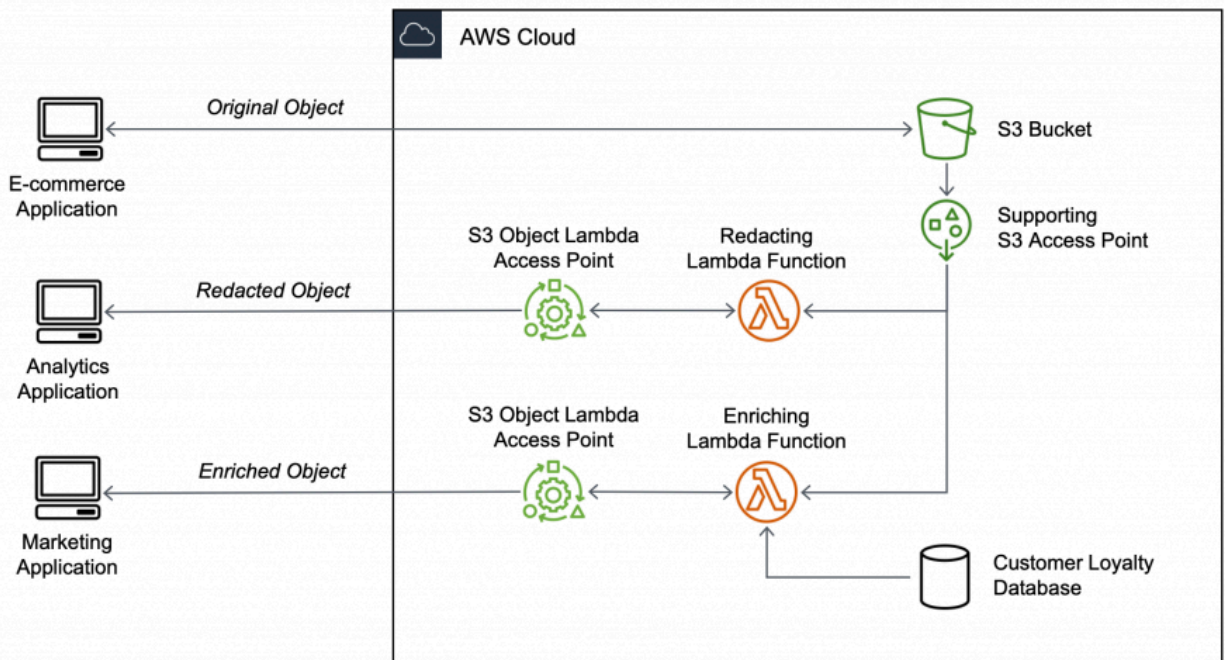 AWS Cloud
Original Object
E-commerce
Application
S3 Bucket
Supporting
S3 Access Point
S3 Object Lambda
Access Point
Redacting
Lambda Function
Redacted Object
Analytics
Application
S3 Object Lambda
Access Point
Enriching
Lambda Function
Enriched Object
Marketing
Application
Customer Loyalty
Database